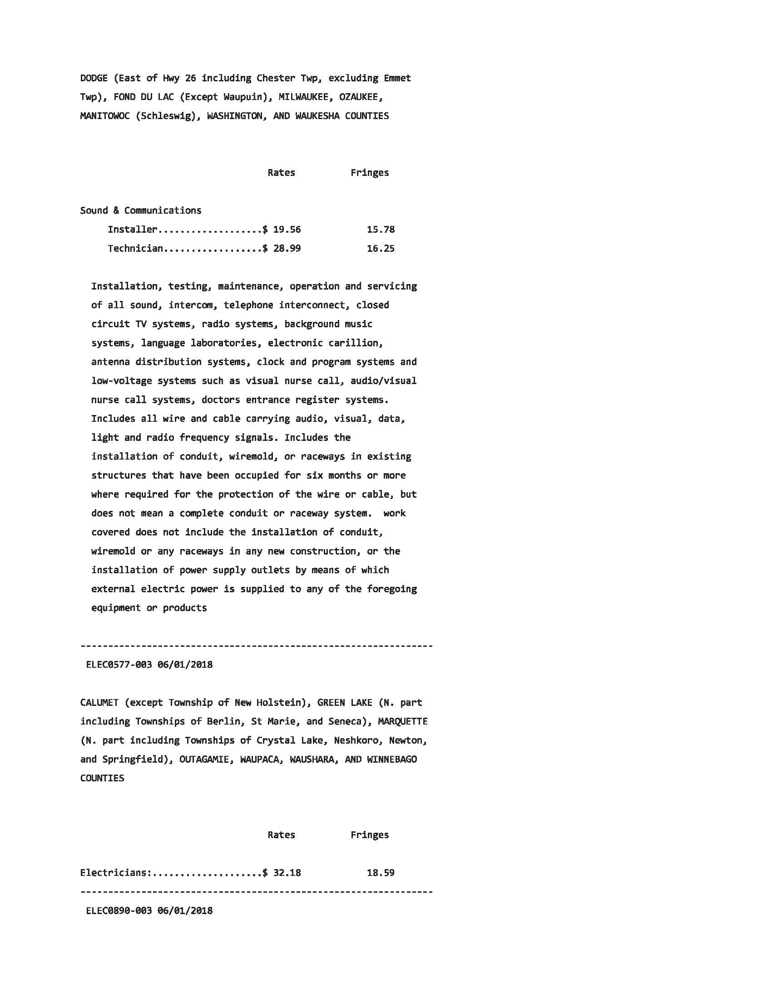 DODGE (East of Hwy 26 including Chester Twp, excluding Emmet
Twp), FOND DU LAC (Except Waupuin), MILWAUKEE, OZAUKEE,
MANITOWOC (Schleswig), WASHINGTON, AND WAUKESHA COUNTIES
Rates Fringes
Sound & Communications
Installer...................$ 19.56 15.78
Technician..................$ 28.99 16.25
Installation, testing, maintenance, operation and servicing
of all sound, intercom, telephone interconnect, closed
circuit TV systems, radio systems, background music
systems, language laboratories, electronic carillion,
antenna distribution systems, clock and program systems and
low-voltage systems such as visual nurse call, audio/visual
nurse call systems, doctors entrance register systems.
Includes all wire and cable carrying audio, visual, data,
light and radio frequency signals. Includes the
installation of conduit, wiremold, or raceways in existing
structures that have been occupied for six months or more
where required for the protection of the wire or cable, but
does not mean a complete conduit or raceway system.  work
covered does not include the installation of conduit,
wiremold or any raceways in any new construction, or the
installation of power supply outlets by means of which
external electric power is supplied to any of the foregoing
equipment or products
----------------------------------------------------------------
ELEC0577-003 06/01/2018
CALUMET (except Township of New Holstein), GREEN LAKE (N. part
including Townships of Berlin, St Marie, and Seneca), MARQUETTE
(N. part including Townships of Crystal Lake, Neshkoro, Newton,
and Springfield), OUTAGAMIE, WAUPACA, WAUSHARA, AND WINNEBAGO
COUNTIES
Rates Fringes
Electricians:....................$ 32.18 18.59
----------------------------------------------------------------
ELEC0890-003 06/01/2018